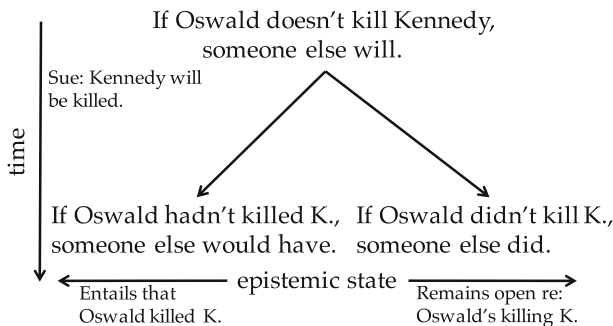 If Oswald doesn't kill Kennedy,
someone else will.
Sue: Kennedy will
be killed.
time
If Oswald hadn't killed K.,
someone else would have.
If Oswald didn't kill K.,
someone else did.
epistemic state
Entails that
Oswald killed K.
Remains open re:
Oswald's killing K.